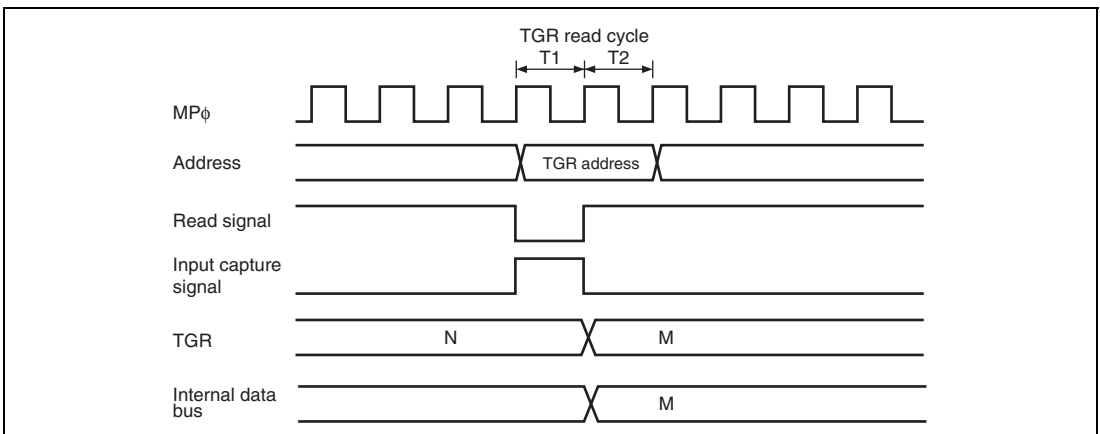 TGR read cycle
T1 T2
MPϕ
Address
TGR address
Read signal
Input capture
signal
TGR
N
M
Internal data
bus
M